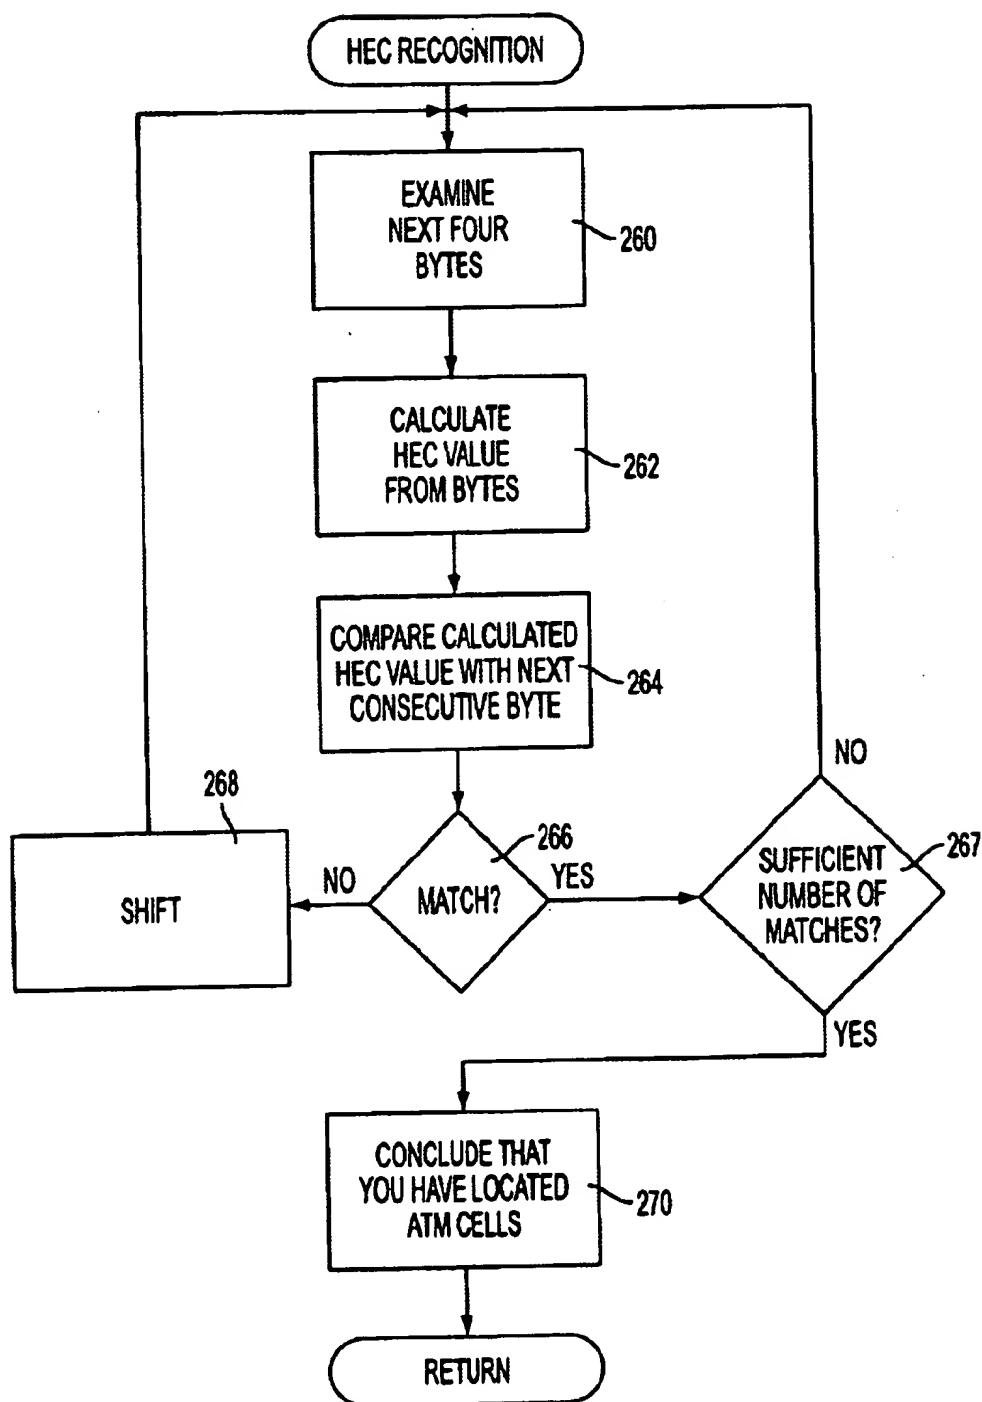 HEC RECOGNITION
EXAMINE
NEXT FOUR
BYTES
260
CALCULATE
HEC VALUE
FROM BYTES
262
COMPARE CALCULATED
HEC VALUE WITH NEXT
CONSECUTIVE BYTE
264
268
SHIFT
NO
MATCH?
266
YES
NO
SUFFICIENT
NUMBER OF
MATCHES?
267
YES
CONCLUDE THAT
YOU HAVE LOCATED
ATM CELLS
270
RETURN